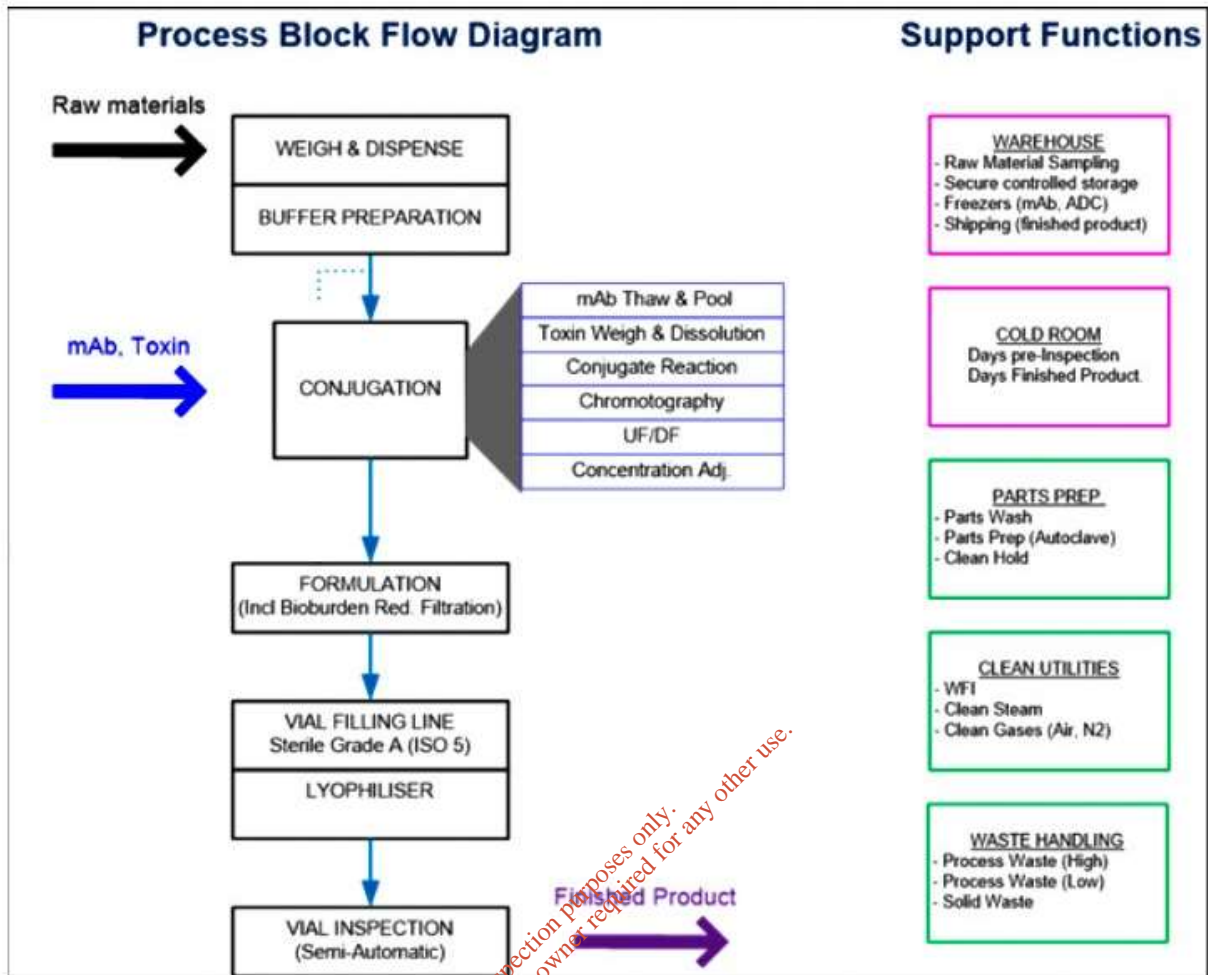 Process Block Flow Diagram
Support Functions
Raw materials
WEIGH & DISPENSE
BUFFER PREPARATION
mAb, Toxin
CONJUGATION
mAb Thaw & Pool
Toxin Weigh & Dissolution
Conjugate Reaction
Chromotography
UF/DF
Concentration Adj.
FORMULATION
(Incl Bioburden Red. Filtration)
VIAL FILLING LINE
Sterile Grade A (ISO 5)
LYOPHILISER
VIAL INSPECTION
(Semi-Automatic)
Finished Product
WAREHOUSE
- Raw Material Sampling
- Secure controlled storage
- Freezers (mAb, ADC)
- Shipping (finished product)
COLD ROOM
Days pre-Inspection
Days Finished Product
PARTS PREP
- Parts Wash
- Parts Prep (Autoclave)
- Clean Hold
CLEAN UTILITIES
- WFI
- Clean Steam
- Clean Gases (Air, N2)
WASTE HANDLING
- Process Waste (High)
- Process Waste (Low)
- Solid Waste
purposes only.
owner required for any other use.